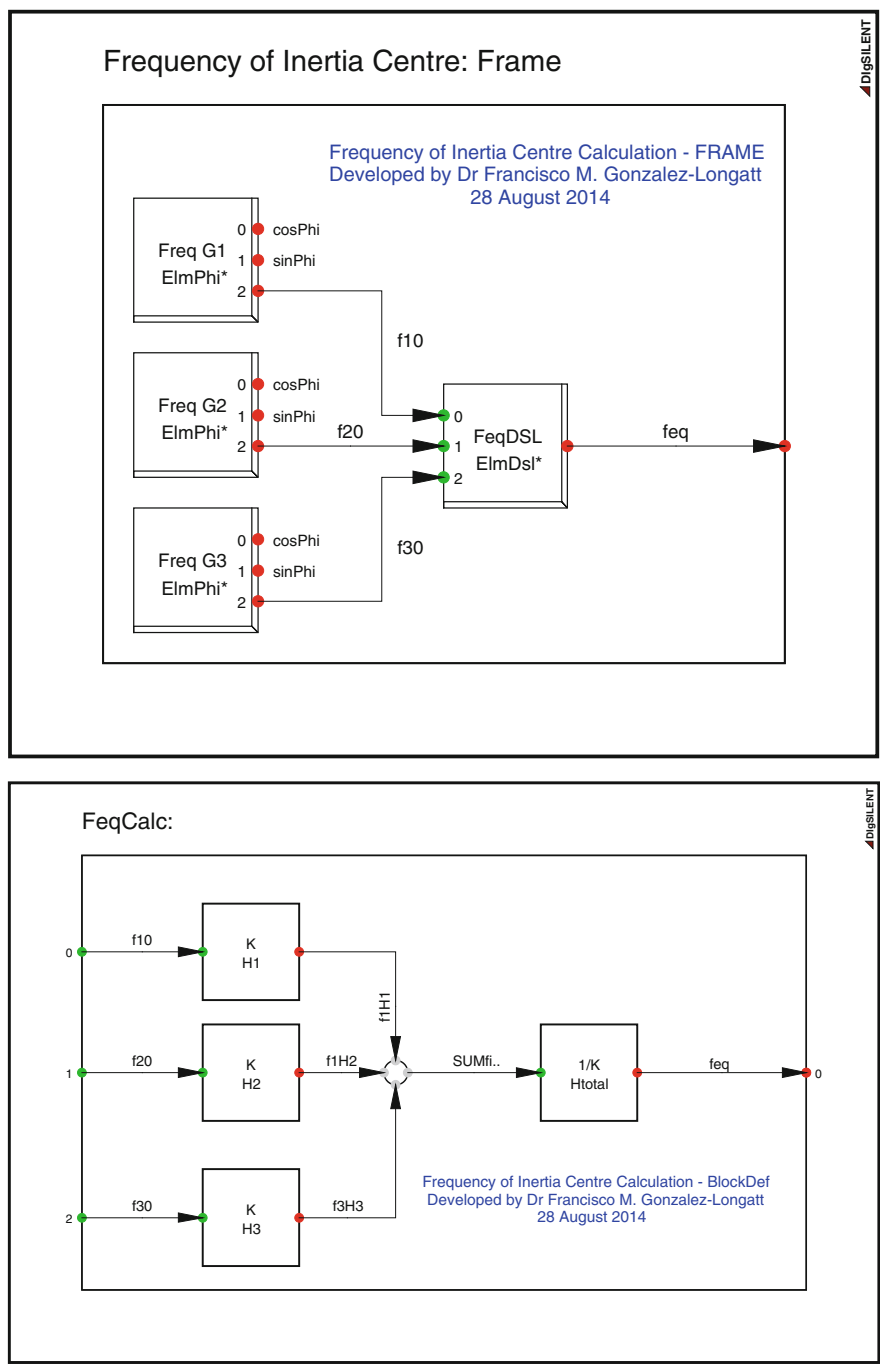 DIgSILENT
Frequency of Inertia Centre: Frame
Frequency of Inertia Centre Calculation - FRAME
Developed by Dr Francisco M. Gonzalez-Longatt
28 August 2014
Freq G1
ElmPhi*
0
cosPhi
1
sinPhi
2
f10
Freq G2
ElmPhi*
0
cosPhi
1
sinPhi
2
f20
Freq G3
ElmPhi*
0
cosPhi
1
sinPhi
2
f30
0
1
2
FeqDSL
ElmDsl*
feq
DIgSILENT
FeqCalc:
0
f10
K
H1
f1H1
1
f20
K
H2
f1H2
SUMfi..
1/K
Htotal
feq
0
2
f30
K
H3
f3H3
Frequency of Inertia Centre Calculation - BlockDef
Developed by Dr Francisco M. Gonzalez-Longatt
28 August 2014